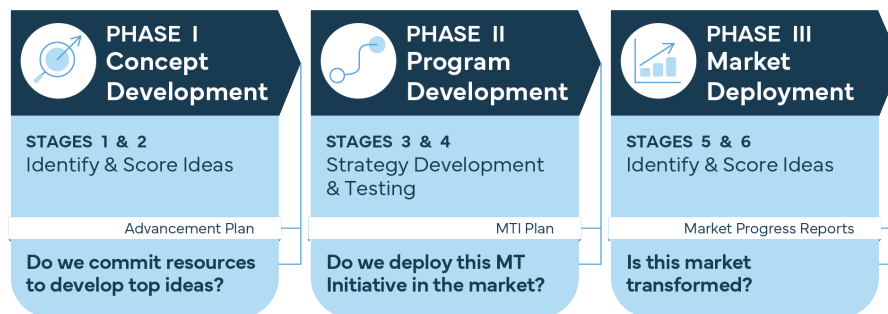 PHASE I
Concept
Development
STAGES 1 & 2
Identify & Score Ideas
Advancement Plan
Do we commit resources
to develop top ideas?
PHASE II
Program
Development
STAGES 3 & 4
Strategy Development
& Testing
MTI Plan
Do we deploy this MT
Initiative in the market?
PHASE III
Market
Deployment
STAGES 5 & 6
Identify & Score Ideas
Market Progress Reports
Is this market
transformed?